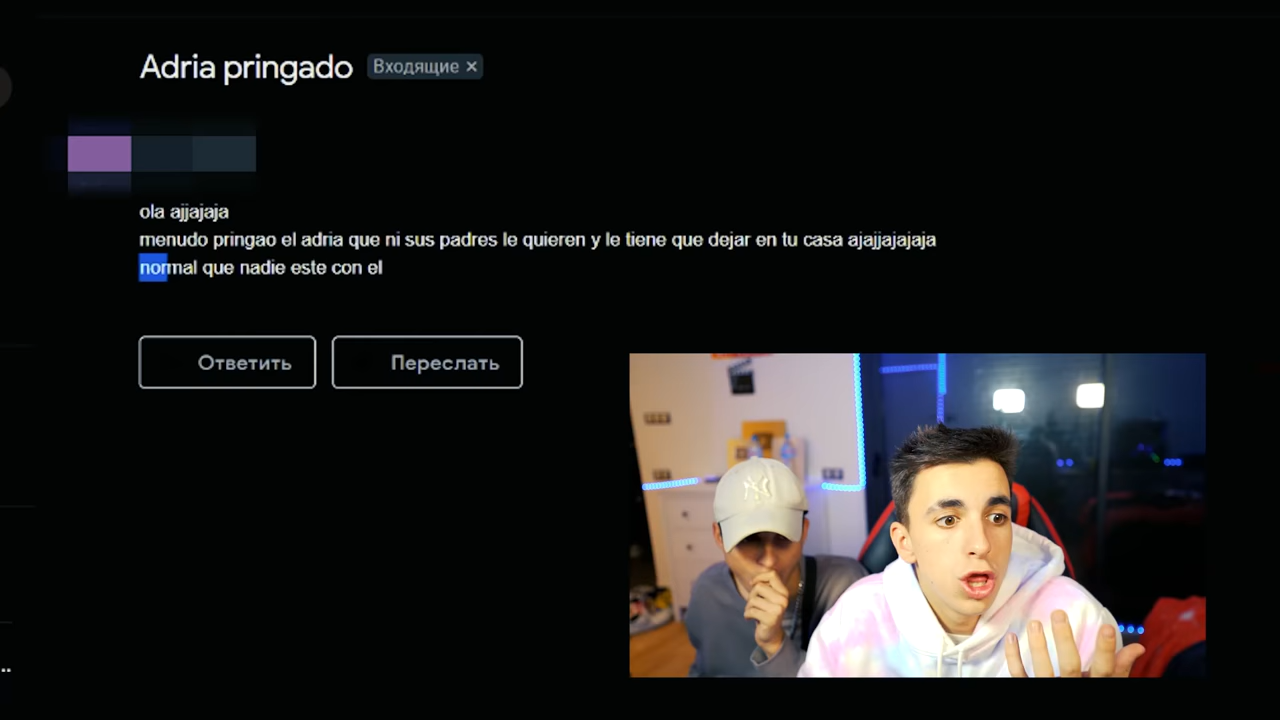 Adria pringado Входящие ×
ola ajjajaja
menudo pringao el adria que ni sus padres le quieren y le tiene que dejar en tu casa ajajjajajaja
normal que nadie este con el
Ответить Переслать
NY